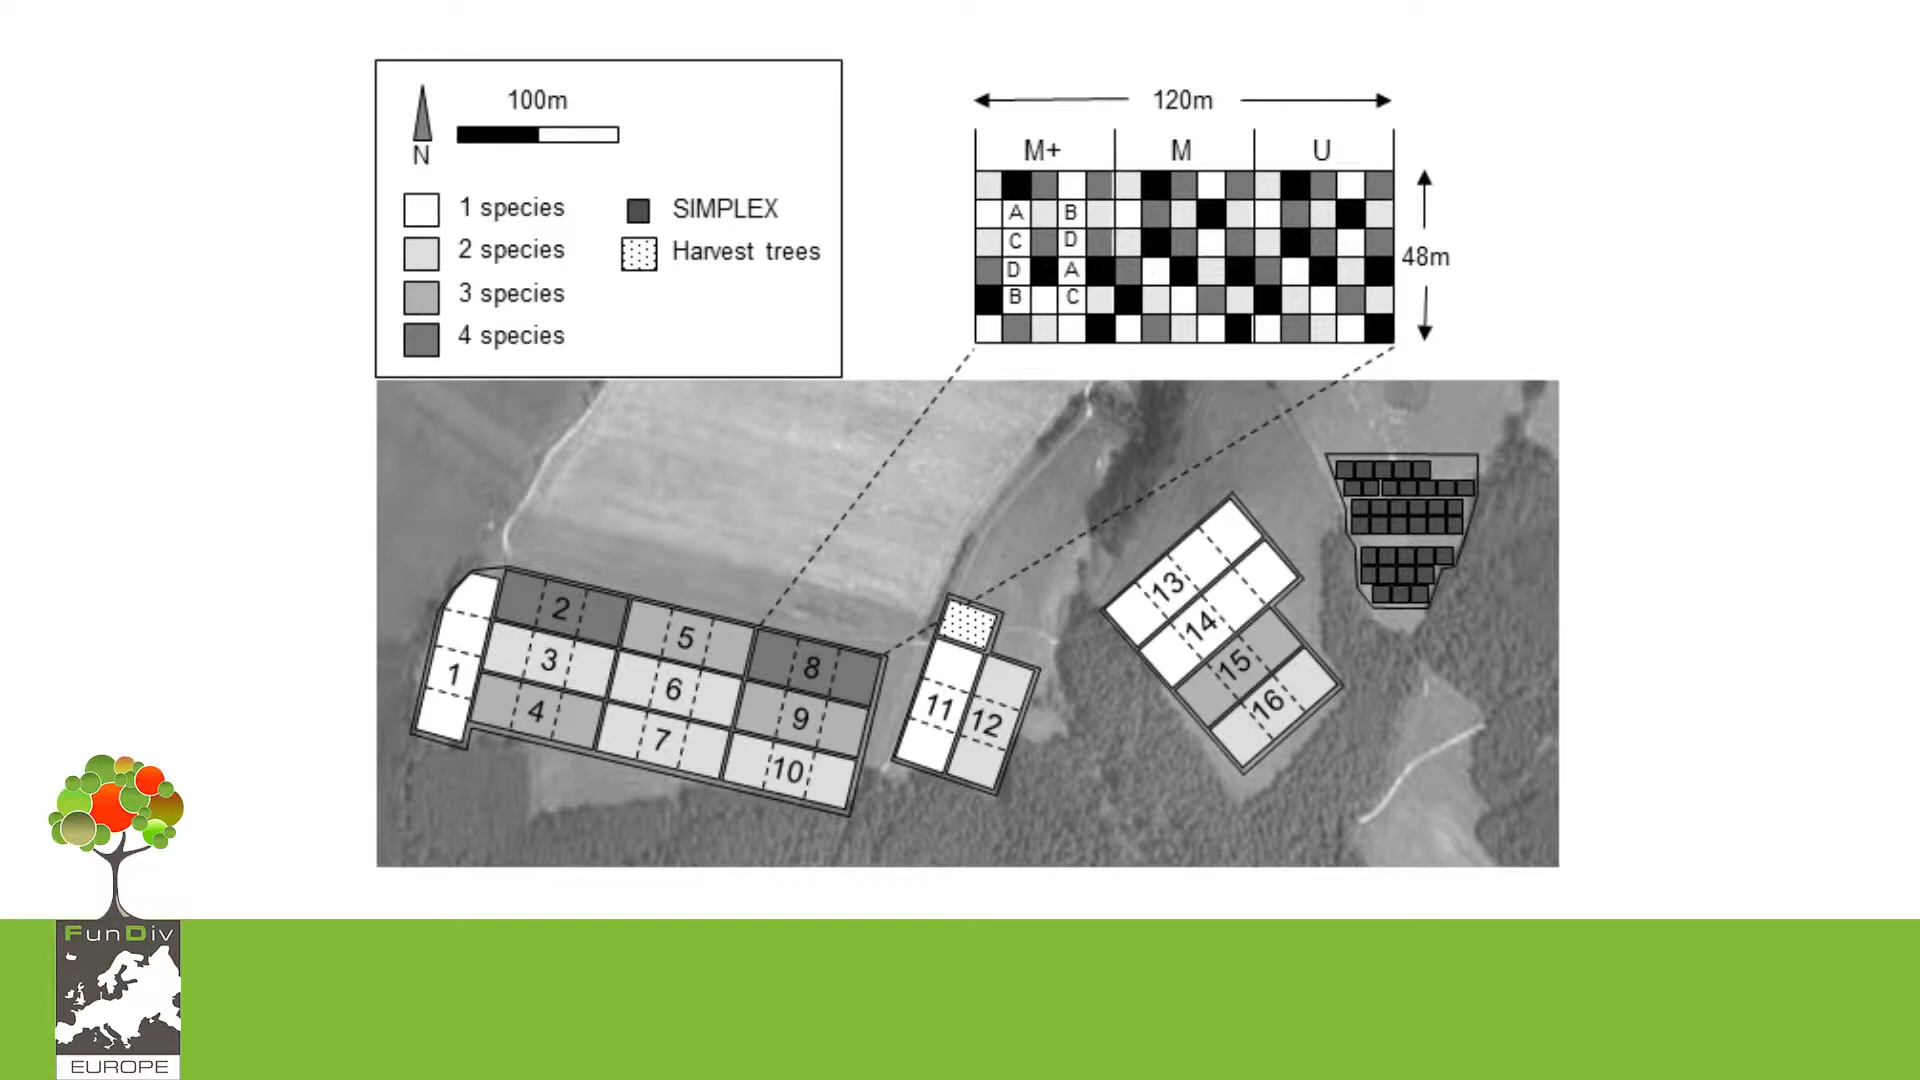 100m
N
1 species
2 species
3 species
4 species
SIMPLEX
Harvest trees
120m
M+ M U
A B
C D
D A
B C
48m
1
2
3
4
5
6
7
8
9
10
11
12
13
14
15
16
FunDiv
EUROPE